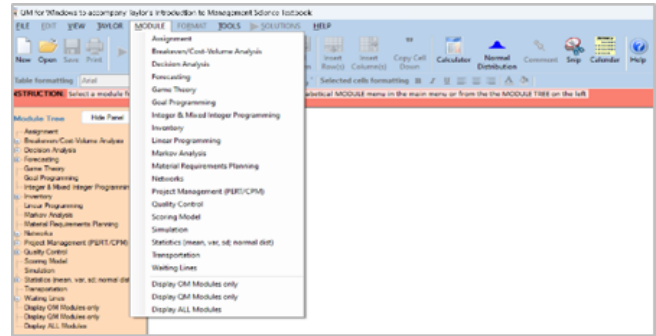 QM for Windows to accompany Taylor's Introduction to Management Science Textbook
FILE EDIT VIEW TAYLOR MODULE FORMAT TOOLS SOLUTIONS HELP
New Open Save Print
Insert Row(s) Insert Column(s) Copy Cell Down Calculator Normal Distribution Comment Snip Calendar Help
Table formatting Arial
Selected cells formatting B I U
INSTRUCTION: Select a module
abetical MODULE menu in the main menu or from the the MODULE TREE on the left
Module Tree Hide Panel
Assignment
Breakeven/Cost-Volume Analysis
Decision Analysis
Forecasting
Game Theory
Goal Programming
Integer & Mixed Integer Programmin
Inventory
Linear Programming
Markov Analysis
Material Requirements Planning
Networks
Project Management (PERT/CPM)
Quality Control
Scoring Model
Simulation
Statistics (mean, var, sd; normal dist
Transportation
Waiting Lines
Display OM Modules only
Display QM Modules only
Display ALL Modules
Assignment
Breakeven/Cost-Volume Analysis
Decision Analysis
Forecasting
Game Theory
Goal Programming
Integer & Mixed Integer Programming
Inventory
Linear Programming
Markov Analysis
Material Requirements Planning
Networks
Project Management (PERT/CPM)
Quality Control
Scoring Model
Simulation
Statistics (mean, var, sd; normal dist)
Transportation
Waiting Lines
Display OM Modules only
Display QM Modules only
Display ALL Modules